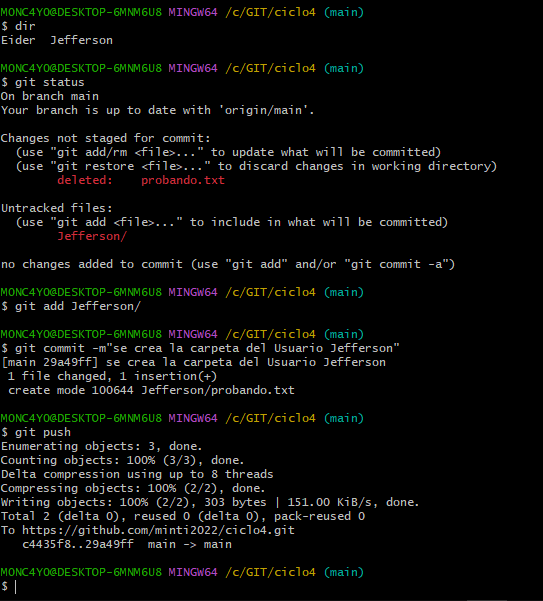 MONC4YO@DESKTOP-6MNM6U8 MINGW64 /c/GIT/ciclo4 (main)
$ dir
Eider  Jefferson
MONC4YO@DESKTOP-6MNM6U8 MINGW64 /c/GIT/ciclo4 (main)
$ git status
On branch main
Your branch is up to date with 'origin/main'.
Changes not staged for commit:
  (use "git add/rm <file>..." to update what will be committed)
  (use "git restore <file>..." to discard changes in working directory)
        deleted:    probando.txt
Untracked files:
  (use "git add <file>..." to include in what will be committed)
        Jefferson/
no changes added to commit (use "git add" and/or "git commit -a")
MONC4YO@DESKTOP-6MNM6U8 MINGW64 /c/GIT/ciclo4 (main)
$ git add Jefferson/
MONC4YO@DESKTOP-6MNM6U8 MINGW64 /c/GIT/ciclo4 (main)
$ git commit -m"se crea la carpeta del Usuario Jefferson"
[main 29a49ff] se crea la carpeta del Usuario Jefferson
 1 file changed, 1 insertion(+)
 create mode 100644 Jefferson/probando.txt
MONC4YO@DESKTOP-6MNM6U8 MINGW64 /c/GIT/ciclo4 (main)
$ git push
Enumerating objects: 3, done.
Counting objects: 100% (3/3), done.
Delta compression using up to 8 threads
Compressing objects: 100% (2/2), done.
Writing objects: 100% (2/2), 303 bytes | 151.00 KiB/s, done.
Total 2 (delta 0), reused 0 (delta 0), pack-reused 0
To https://github.com/minti2022/ciclo4.git
   c4435f8..29a49ff  main -> main
MONC4YO@DESKTOP-6MNM6U8 MINGW64 /c/GIT/ciclo4 (main)
$